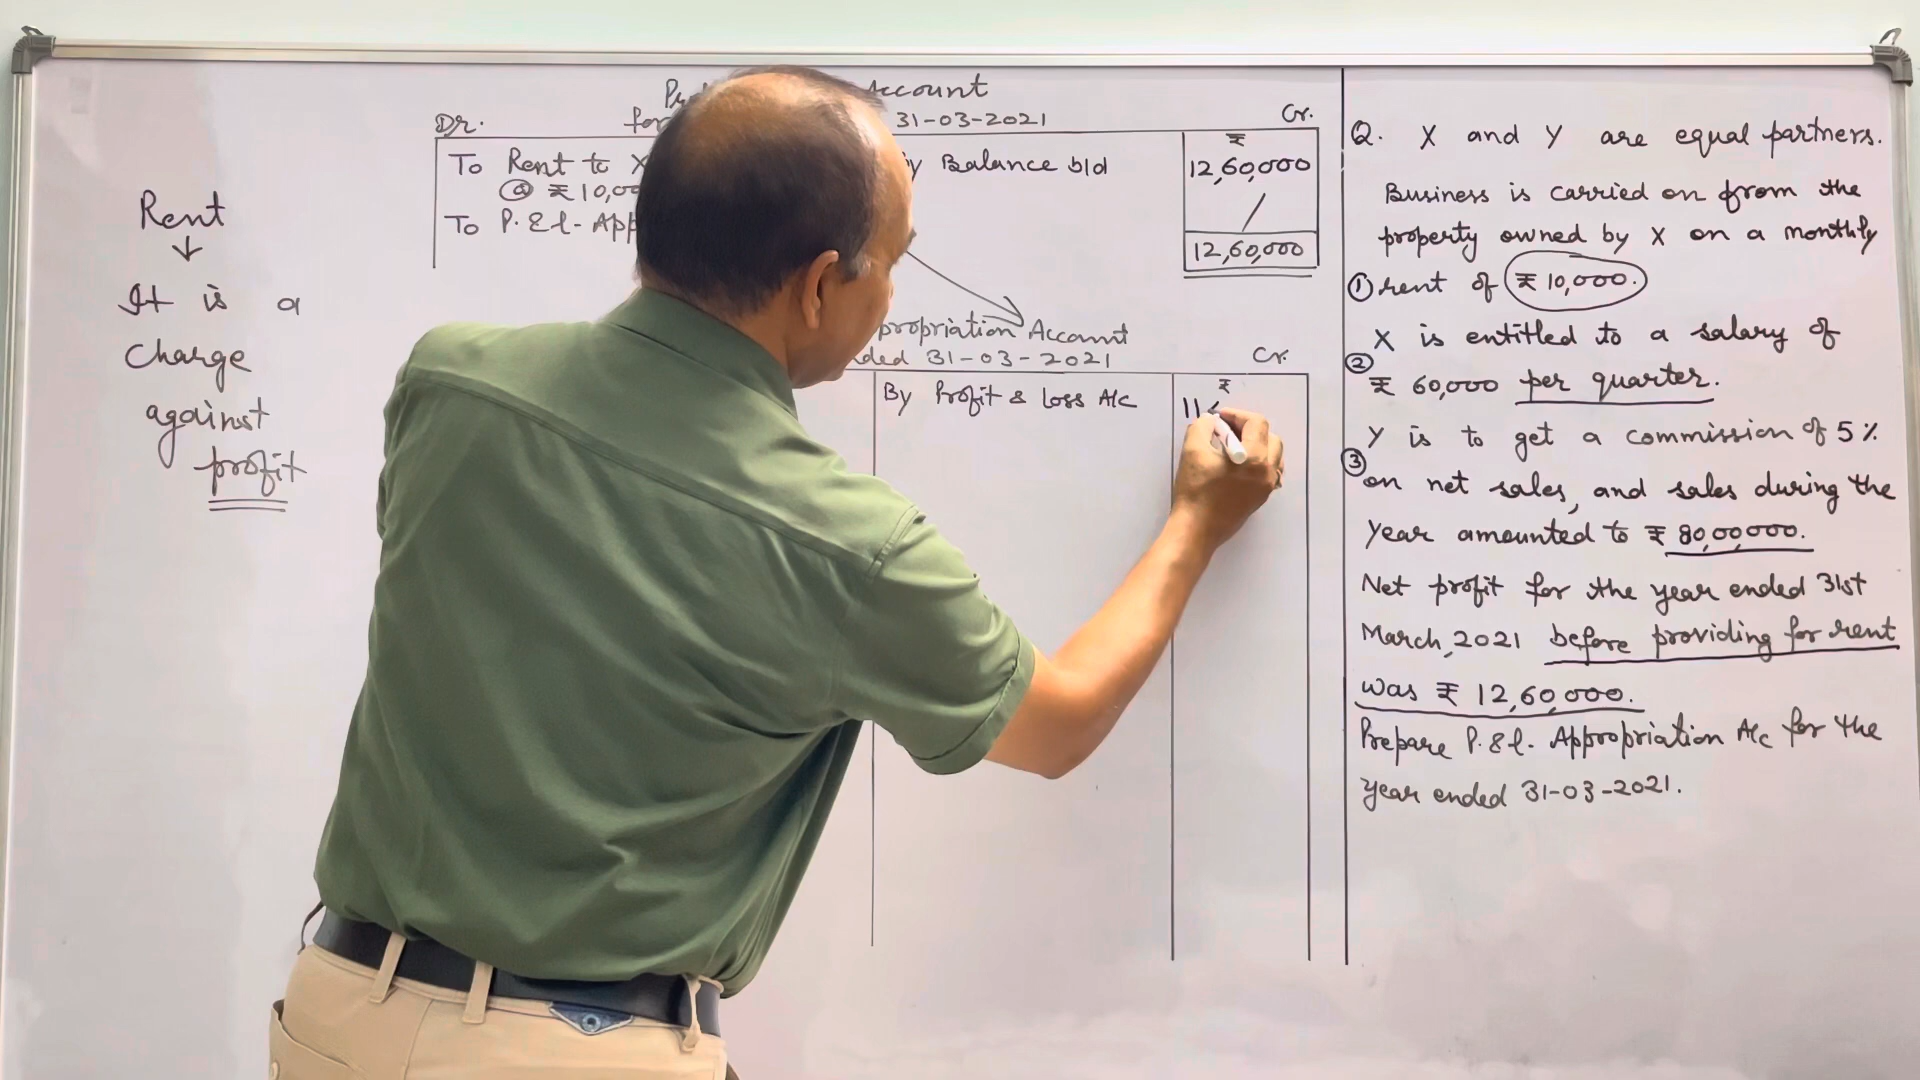 Rent
It is a
Charge
against
profit
Account
31-03-2021
Dr.
Cr.
To Rent to X
@ ₹ 10,00
To P. & L. App
By Balance b/d
₹
12,60,000
12,60,000
propriation Account
ded 31-03-2021
Cr.
By Profit & Loss A/c
₹
11
Q. X and Y are equal partners.
Business is carried on from the
property owned by X on a monthly
① rent of ₹ 10,000.
X is entitled to a salary of
②
₹ 60,000 per quarter.
Y is to get a commission of 5%
③
on net sales, and sales during the
year amounted to ₹ 80,00,000.
Net profit for the year ended 31st
March, 2021 before providing for rent
was ₹ 12,60,000.
Prepare P. & L. Appropriation A/c for the
year ended 31-03-2021.